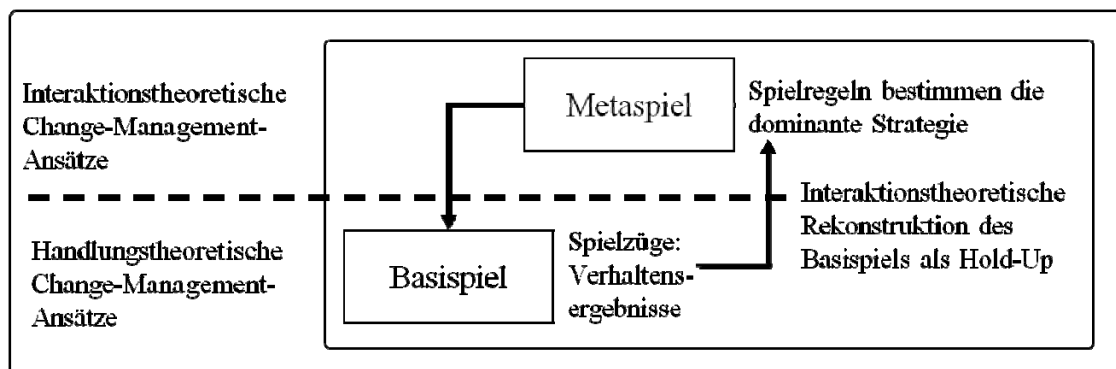 Interaktionstheoretische
Change-Management-
Ansätze
Metaspiel
Spielregeln bestimmen die
dominante Strategie
Handlungstheoretische
Change-Management-
Ansätze
Basispiel
Spielzüge:
Verhaltens-
ergebnisse
Interaktionstheoretische
Rekonstruktion des
Basispiels als Hold-Up